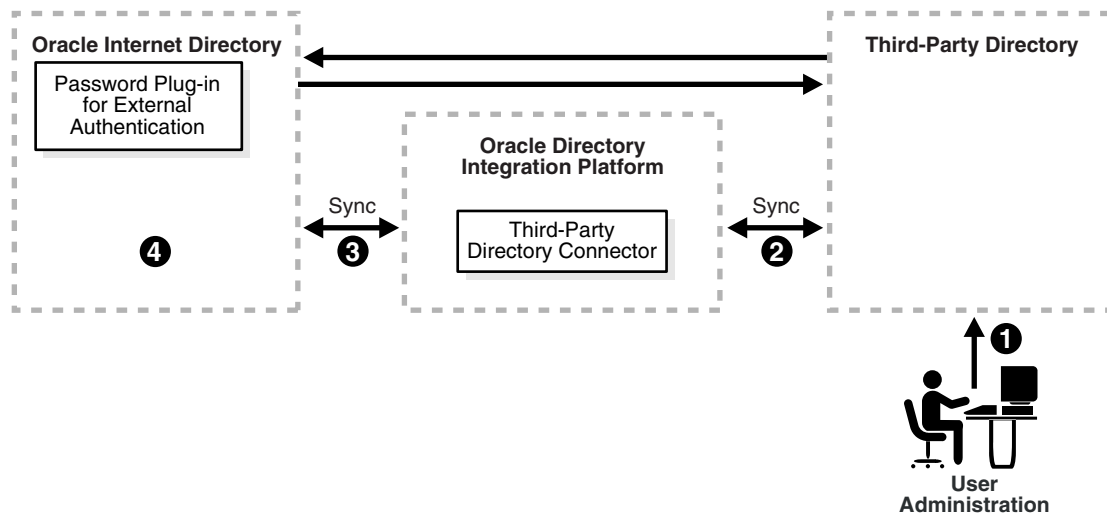 Oracle Internet Directory
Password Plug-in
for External
Authentication
Third-Party Directory
Oracle Directory
Integration Platform
Third-Party
Directory Connector
Sync
3
Sync
2
4
1
User
Administration